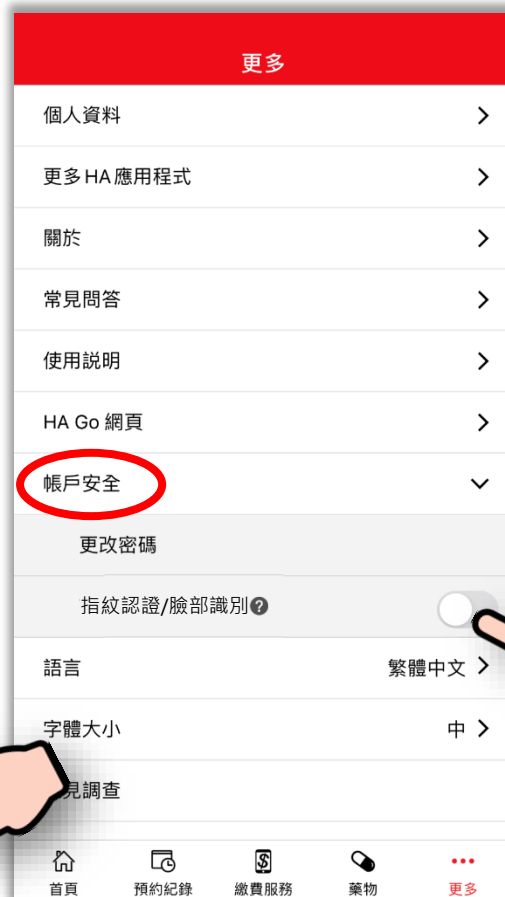 更多
個人資料
更多 HA 應用程式
關於
常見問答
使用説明
HA Go 網頁
帳戶安全
更改密碼
指紋認證/臉部識別?
語言 繁體中文
字體大小 中
見調查
首頁 預約紀錄 繳費服務 藥物 更多